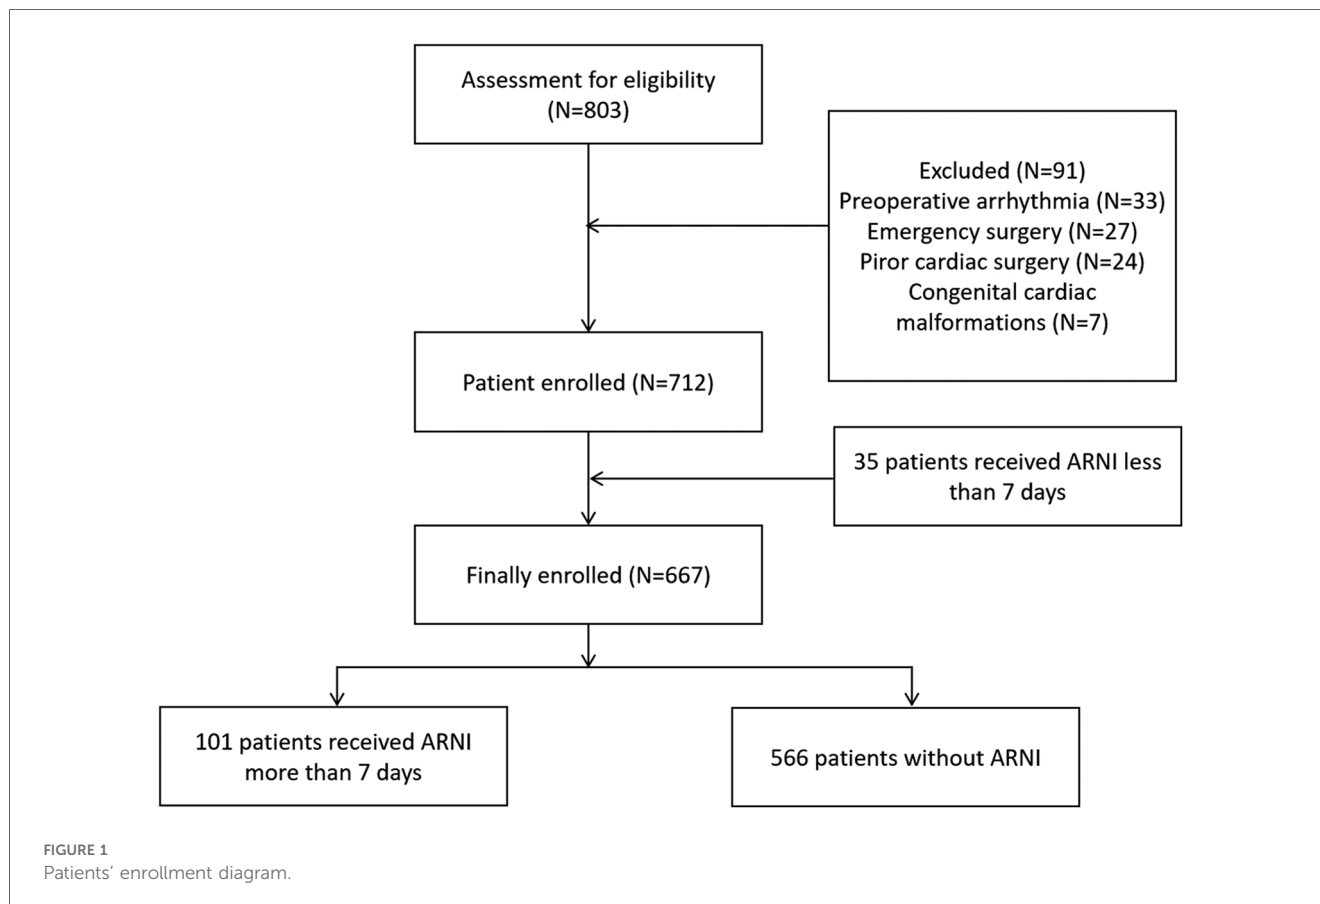 Assessment for eligibility
(N=803)
Excluded (N=91)
Preoperative arrhythmia (N=33)
Emergency surgery (N=27)
Piror cardiac surgery (N=24)
Congenital cardiac
malformations (N=7)
Patient enrolled (N=712)
35 patients received ARNI less
than 7 days
Finally enrolled (N=667)
101 patients received ARNI
more than 7 days
566 patients without ARNI
FIGURE 1
Patients’ enrollment diagram.